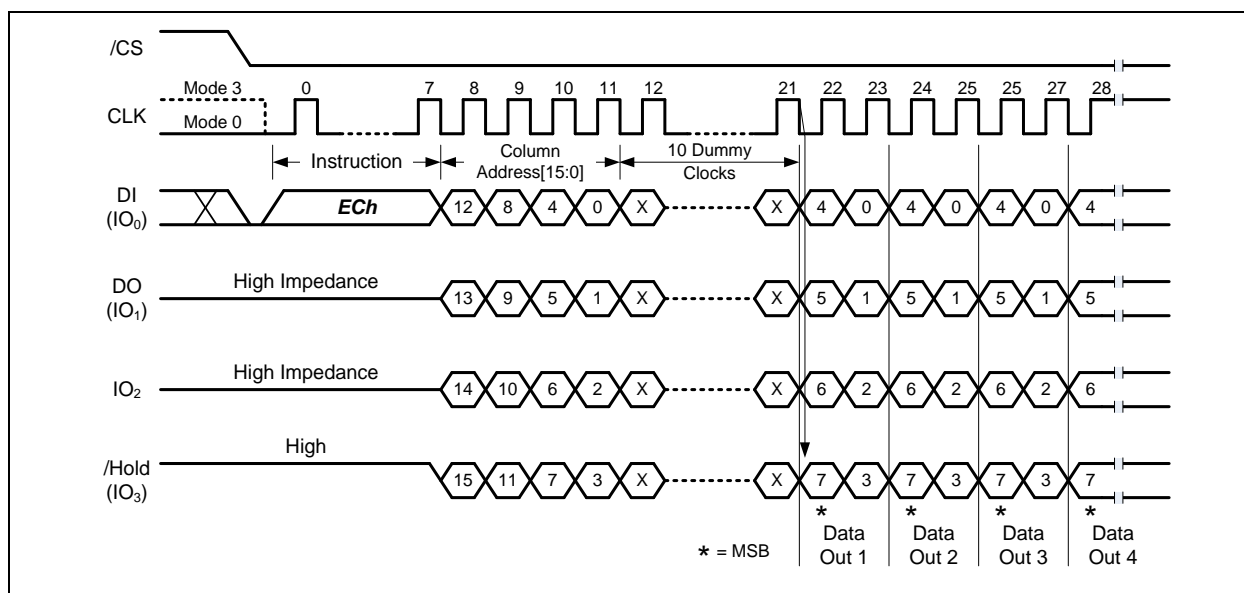 /CS
Mode 3 0 7 8 9 10 11 12 21 22 23 24 25 25 27 28
CLK
Mode 0
Instruction Column Address[15:0] 10 Dummy Clocks
DI (IO0) ECh 12 8 4 0 X X 4 0 4 0 4 0 4
DO (IO1) High Impedance 13 9 5 1 X X 5 1 5 1 5 1 5
IO2 High Impedance 14 10 6 2 X X 6 2 6 2 6 2 6
/Hold (IO3) High 15 11 7 3 X X 7 3 7 3 7 3 7
* * * *
* = MSB Data Out 1 Data Out 2 Data Out 3 Data Out 4